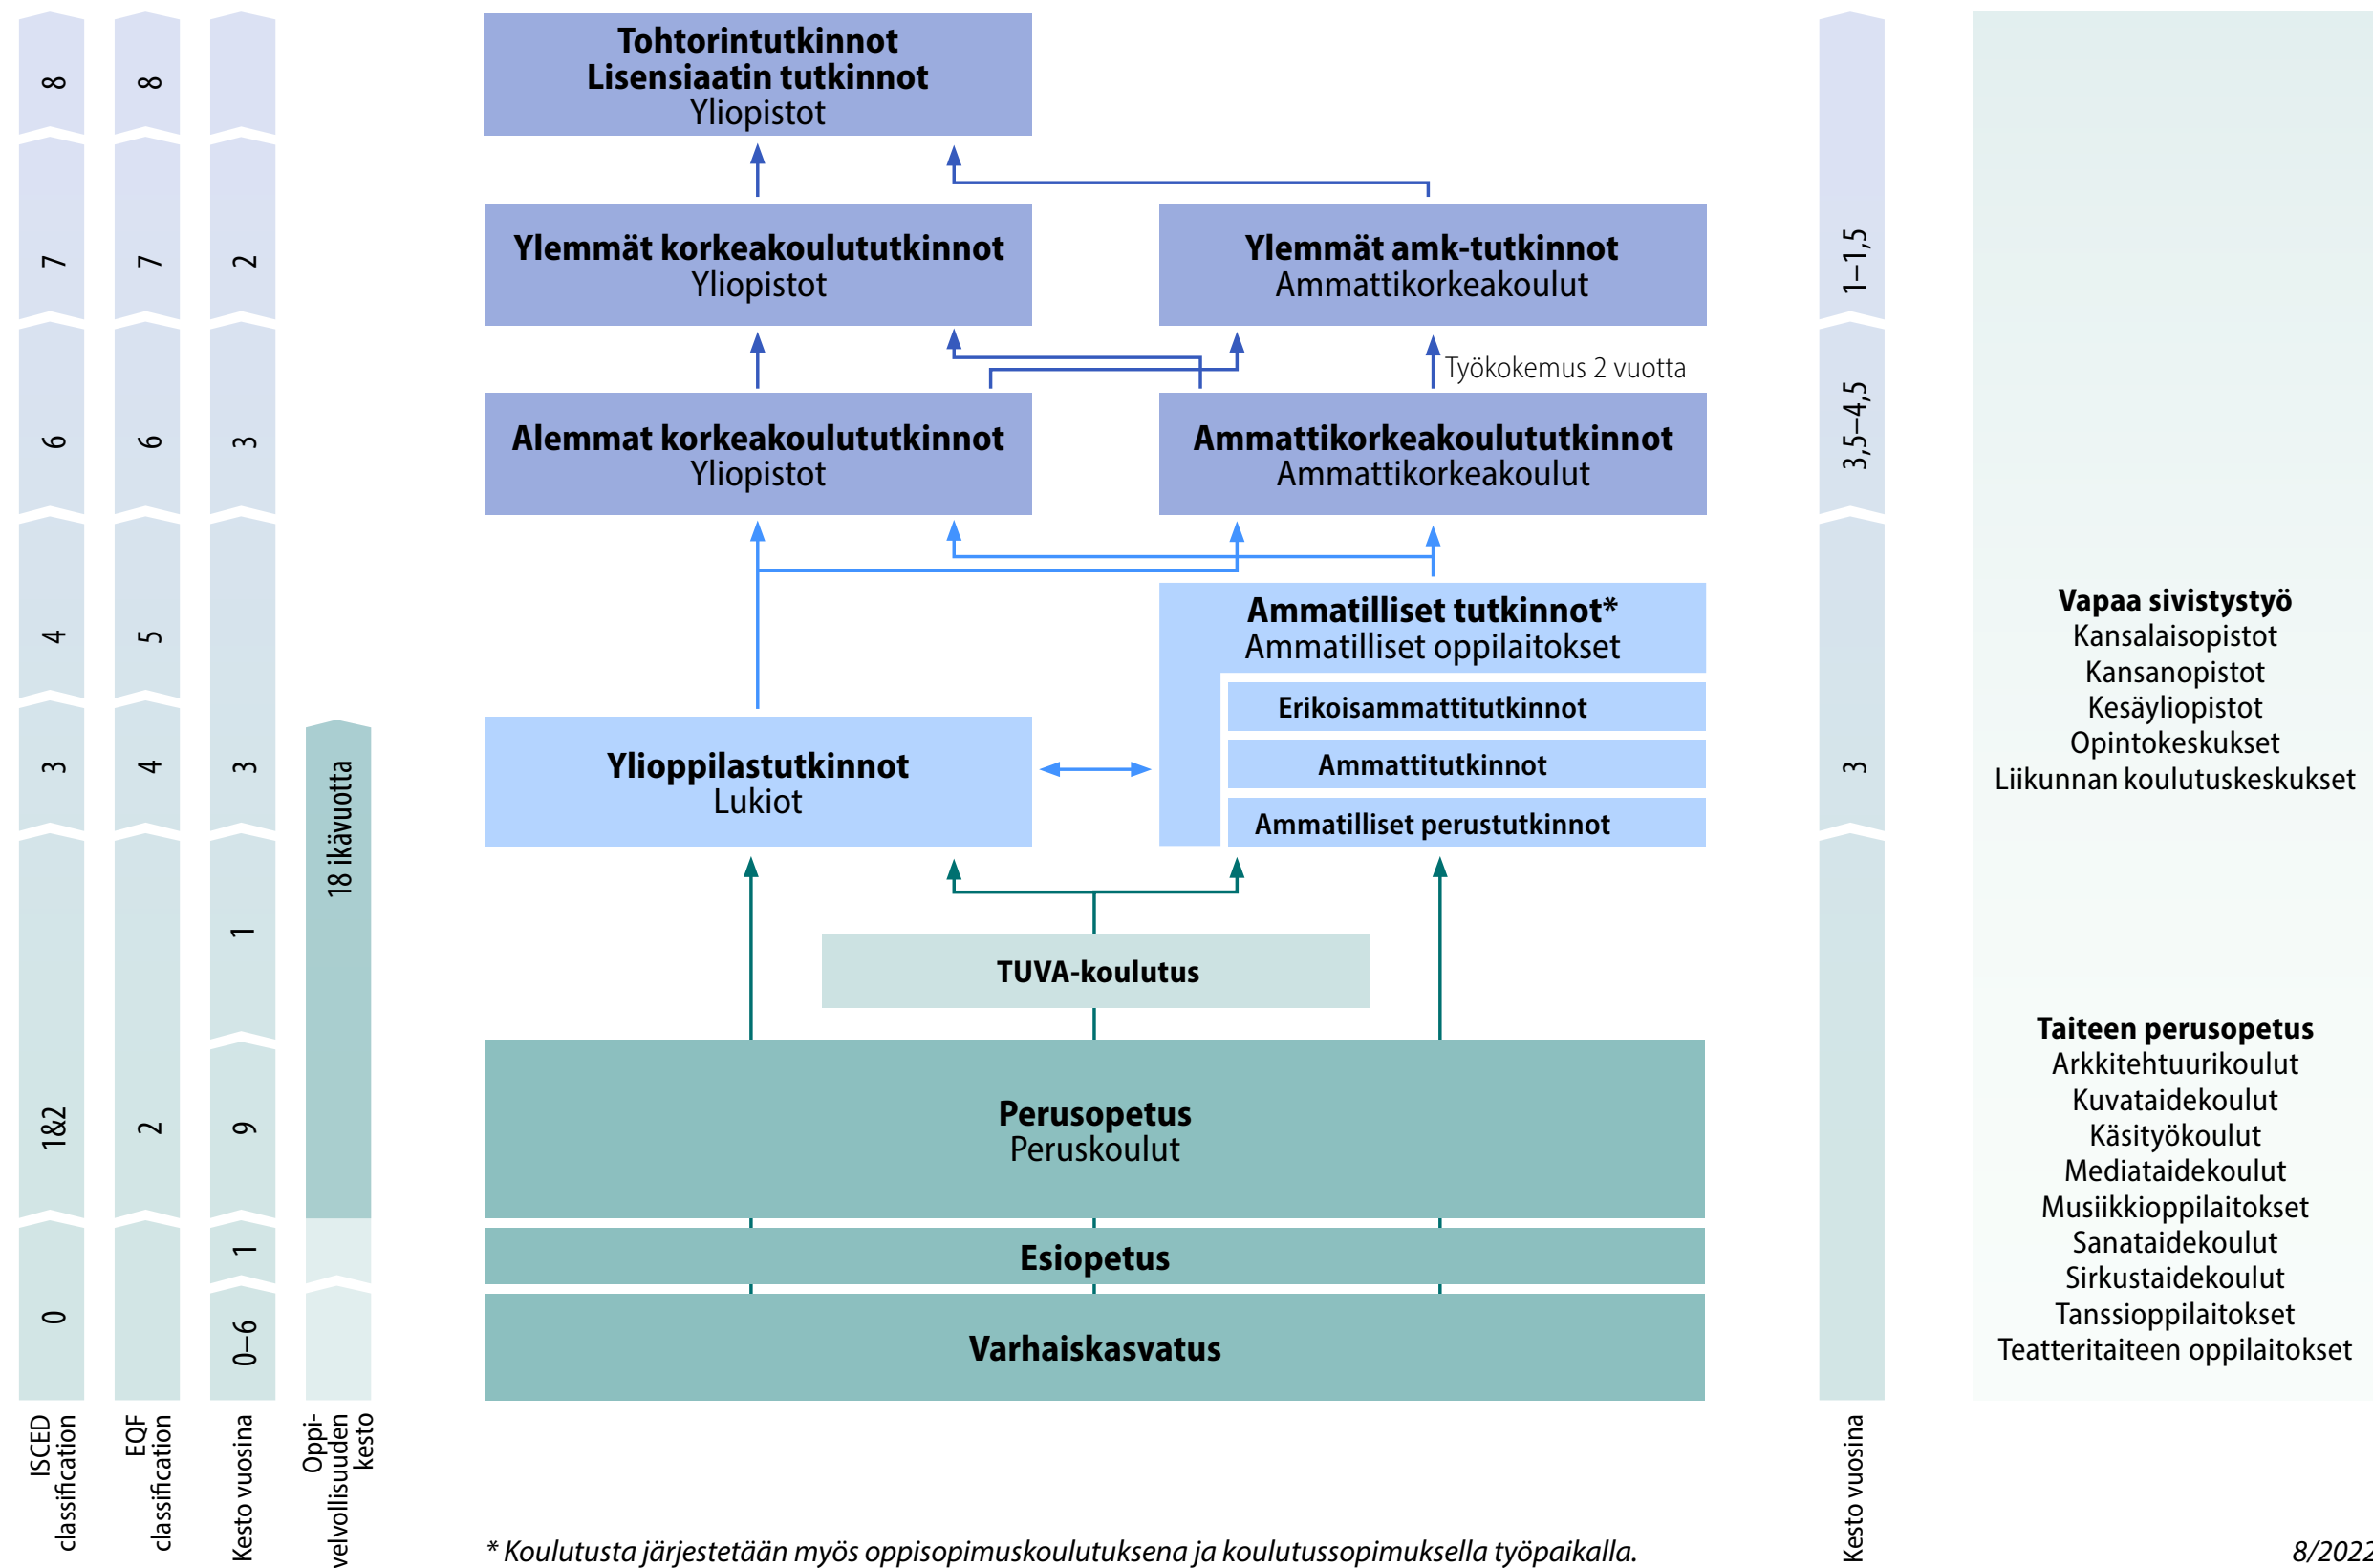 Tohtorintutkinnot
Lisensiaatin tutkinnot
Yliopistot
Ylemmät korkeakoulututkinnot
Yliopistot
Ylemmät amk-tutkinnot
Ammattikorkeakoulut
Työkokemus 2 vuotta
Alemmat korkeakoulututkinnot
Yliopistot
Ammattikorkeakoulututkinnot
Ammattikorkeakoulut
Ammatilliset tutkinnot*
Ammatilliset oppilaitokset
Erikoisammattitutkinnot
Ammattitutkinnot
Ammatilliset perustutkinnot
Ylioppilastutkinnot
Lukiot
TUVA-koulutus
Perusopetus
Peruskoulut
Esiopetus
Varhaiskasvatus
8
7
6
4
3
1&2
0
ISCED
classification
8
7
6
5
4
2
EQF
classification
2
3
3
1
9
1
0–6
Kesto vuosina
18 ikävuotta
Oppi-
velvollisuuden
kesto
1–1,5
3,5–4,5
3
Kesto vuosina
Vapaa sivistystyö
Kansalaisopistot
Kansanopistot
Kesäyliopistot
Opintokeskukset
Liikunnan koulutuskeskukset
Taiteen perusopetus
Arkkitehtuurikoulut
Kuvataidekoulut
Käsityökoulut
Mediataidekoulut
Musiikkioppilaitokset
Sanataidekoulut
Sirkustaidekoulut
Tanssioppilaitokset
Teatteritaiteen oppilaitokset
* Koulutusta järjestetään myös oppisopimuskoulutuksena ja koulutussopimuksella työpaikalla.
8/2022